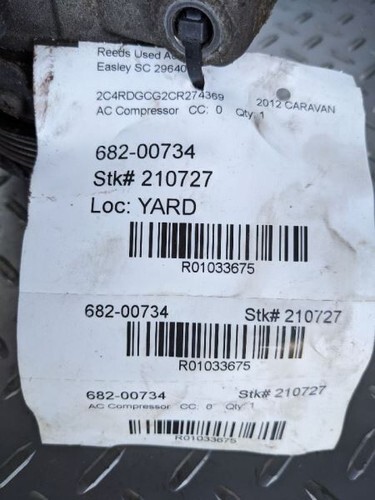 Reeds Used
Easley SC 29640
2C4RDGCG2CR274369 2012 CARAVAN
AC Compressor CC: 0 Qty: 1
682-00734
Stk# 210727
Loc: YARD
R01033675
682-00734 Stk# 210727
R01033675
682-00734 Stk# 210727
AC Compressor CC: 0 Qty: 1
R01033675